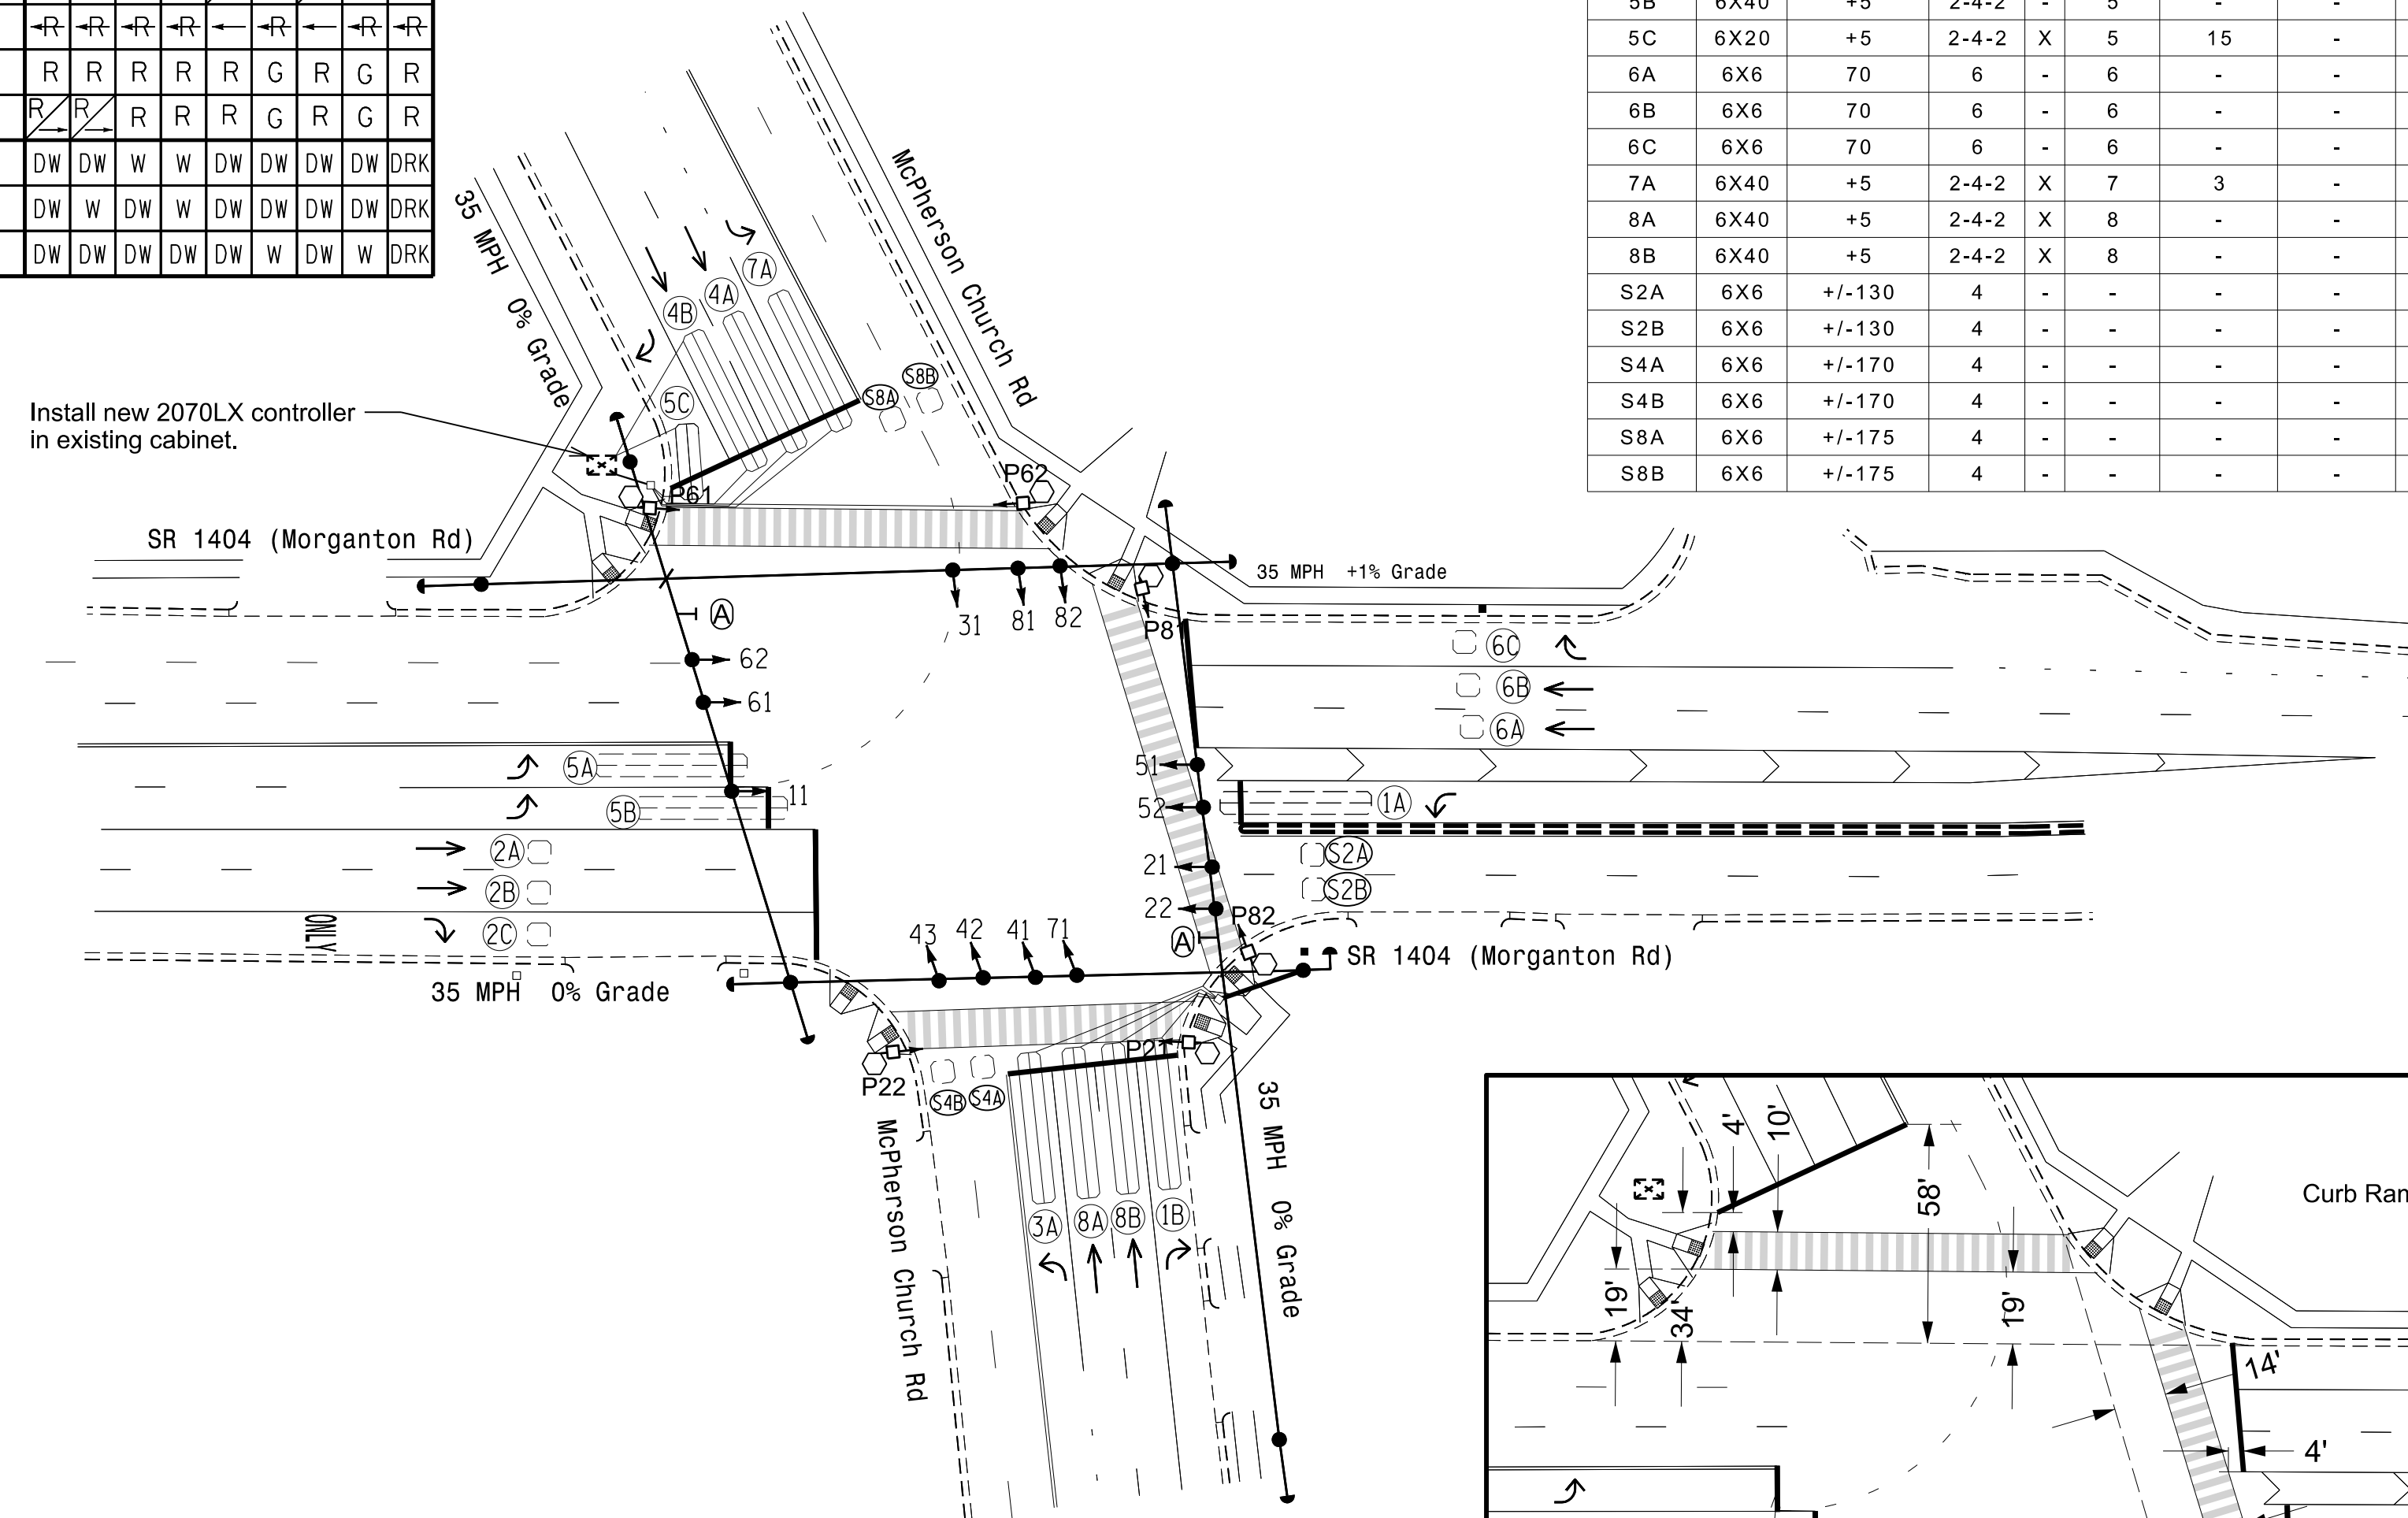 R R R R ← R ← R R
R R R R R G R G R
R R R R R G R G R
DW DW W W DW DW DW DW DRK
DW W DW W DW DW DW DW DRK
DW DW DW DW DW W DW W DRK
5B 6X40 +5 2-4-2 - 5 - -
5C 6X20 +5 2-4-2 X 5 15 -
6A 6X6 70 6 - 6 - -
6B 6X6 70 6 - 6 - -
6C 6X6 70 6 - 6 - -
7A 6X40 +5 2-4-2 X 7 3 -
8A 6X40 +5 2-4-2 X 8 - -
8B 6X40 +5 2-4-2 X 8 - -
S2A 6X6 +/-130 4 - - - -
S2B 6X6 +/-130 4 - - - -
S4A 6X6 +/-170 4 - - - -
S4B 6X6 +/-170 4 - - - -
S8A 6X6 +/-175 4 - - - -
S8B 6X6 +/-175 4 - - - -
35 MPH 0% Grade
McPherson Church Rd
7A
4A
4B
5C
S8B
S8A
Install new 2070LX controller
in existing cabinet.
P61
P62
SR 1404 (Morganton Rd)
35 MPH +1% Grade
A
31
81
82
P81
62
61
6C
6B
6A
5A
5B
11
51
52
1A
2A
2B
2C
ONLY
21
22
S2A
S2B
P82
A
43
42
41
71
SR 1404 (Morganton Rd)
35 MPH 0% Grade
P22
P21
S4B
S4A
3A
8A
8B
1B
McPherson Church Rd
35 MPH 0% Grade
4'
10'
58'
19'
34'
19'
14'
4'